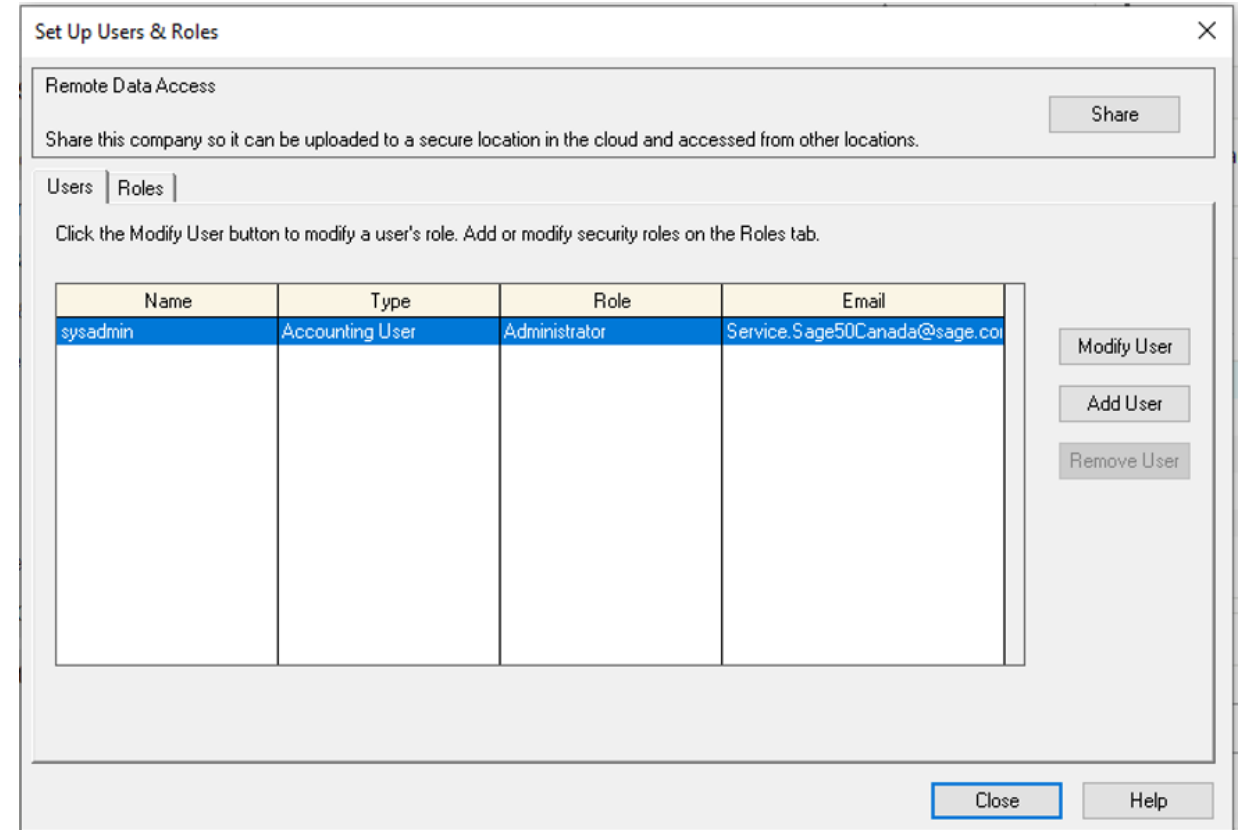 Set Up Users & Roles
Remote Data Access
Share
Share this company so it can be uploaded to a secure location in the cloud and accessed from other locations.
Users
Roles
Click the Modify User button to modify a user's role. Add or modify security roles on the Roles tab.
Name Type Role Email
sysadmin Accounting User Administrator Service.Sage50Canada@sage.co
Modify User
Add User
Remove User
Close Help